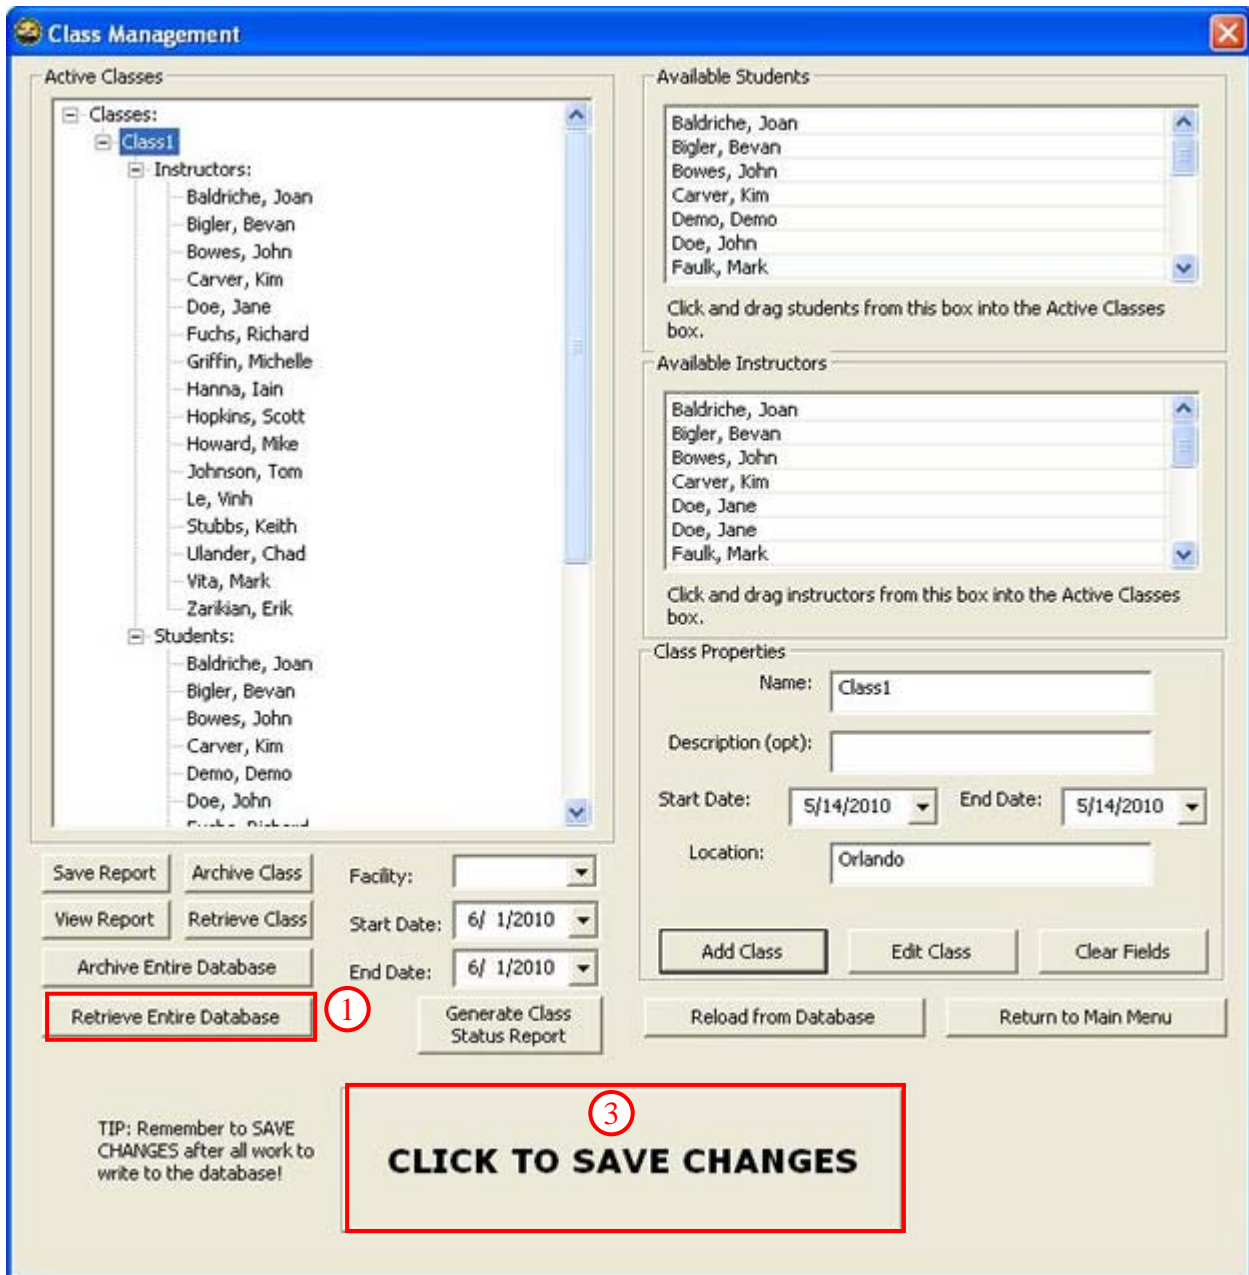 Class Management
Active Classes
Classes:
Class1
Instructors:
Baldriche, Joan
Bigler, Bevan
Bowes, John
Carver, Kim
Doe, Jane
Fuchs, Richard
Griffin, Michelle
Hanna, Iain
Hopkins, Scott
Howard, Mike
Johnson, Tom
Le, Vinh
Stubbs, Keith
Ulander, Chad
Vita, Mark
Zarikian, Erik
Students:
Baldriche, Joan
Bigler, Bevan
Bowes, John
Carver, Kim
Demo, Demo
Doe, John
Available Students
Baldriche, Joan
Bigler, Bevan
Bowes, John
Carver, Kim
Demo, Demo
Doe, John
Faulk, Mark
Click and drag students from this box into the Active Classes
box.
Available Instructors
Baldriche, Joan
Bigler, Bevan
Bowes, John
Carver, Kim
Doe, Jane
Doe, Jane
Faulk, Mark
Click and drag instructors from this box into the Active Classes
box.
Class Properties
Name: Class1
Description (opt):
Start Date: 5/14/2010 End Date: 5/14/2010
Location: Orlando
Add Class Edit Class Clear Fields
Save Report Archive Class Facility:
View Report Retrieve Class Start Date: 6/ 1/2010
Archive Entire Database End Date: 6/ 1/2010
Retrieve Entire Database 1 Generate Class
Status Report
Reload from Database Return to Main Menu
TIP: Remember to SAVE
CHANGES after all work to
write to the database!
3
CLICK TO SAVE CHANGES